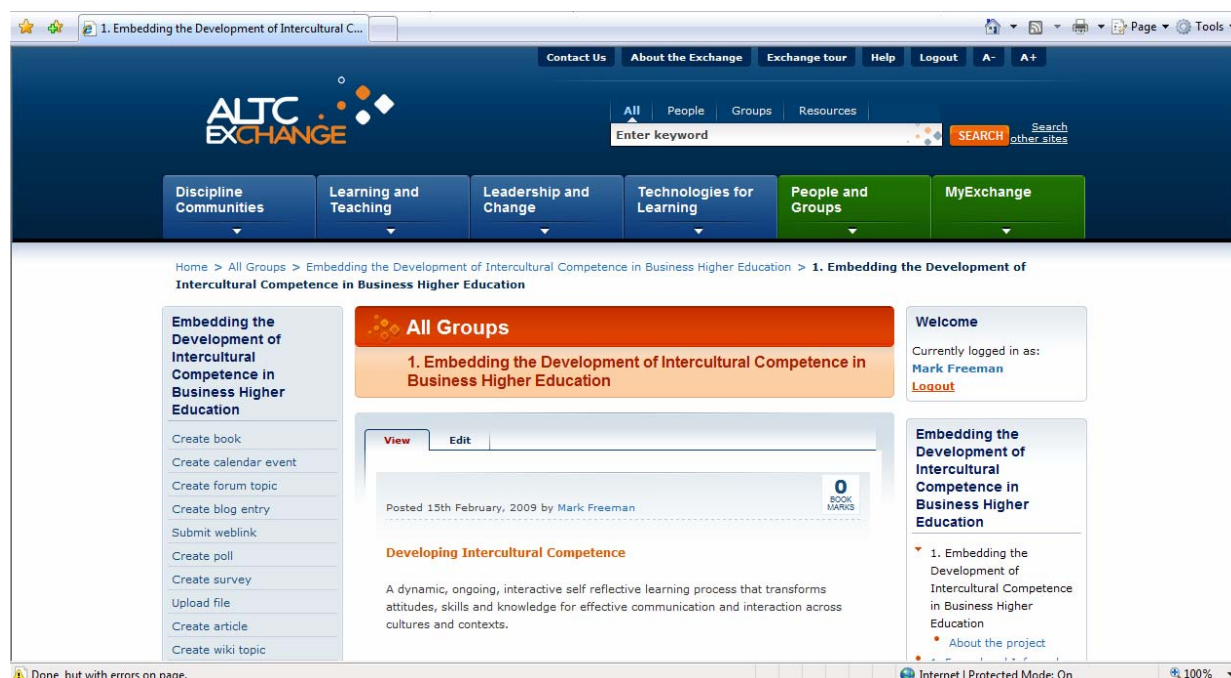 1. Embedding the Development of Intercultural C...
Page
Tools
Contact Us
About the Exchange
Exchange tour
Help
Logout
A-
A+
ALTC
EXCHANGE
All
People
Groups
Resources
Enter keyword
SEARCH
Search
other sites
Discipline
Communities
Learning and
Teaching
Leadership and
Change
Technologies for
Learning
People and
Groups
MyExchange
Home > All Groups > Embedding the Development of Intercultural Competence in Business Higher Education > 1. Embedding the Development of
Intercultural Competence in Business Higher Education
Embedding the
Development of
Intercultural
Competence in
Business Higher
Education
Create book
Create calendar event
Create forum topic
Create blog entry
Submit weblink
Create poll
Create survey
Upload file
Create article
Create wiki topic
All Groups
1. Embedding the Development of Intercultural Competence in
Business Higher Education
View
Edit
0
BOOK
MARKS
Posted 15th February, 2009 by Mark Freeman
Developing Intercultural Competence
A dynamic, ongoing, interactive self reflective learning process that transforms
attitudes, skills and knowledge for effective communication and interaction across
cultures and contexts.
Welcome
Currently logged in as:
Mark Freeman
Logout
Embedding the
Development of
Intercultural
Competence in
Business Higher
Education
1. Embedding the
Development of
Intercultural Competence
in Business Higher
Education
About the project
Done, but with errors on page.
Internet | Protected Mode: On
100%